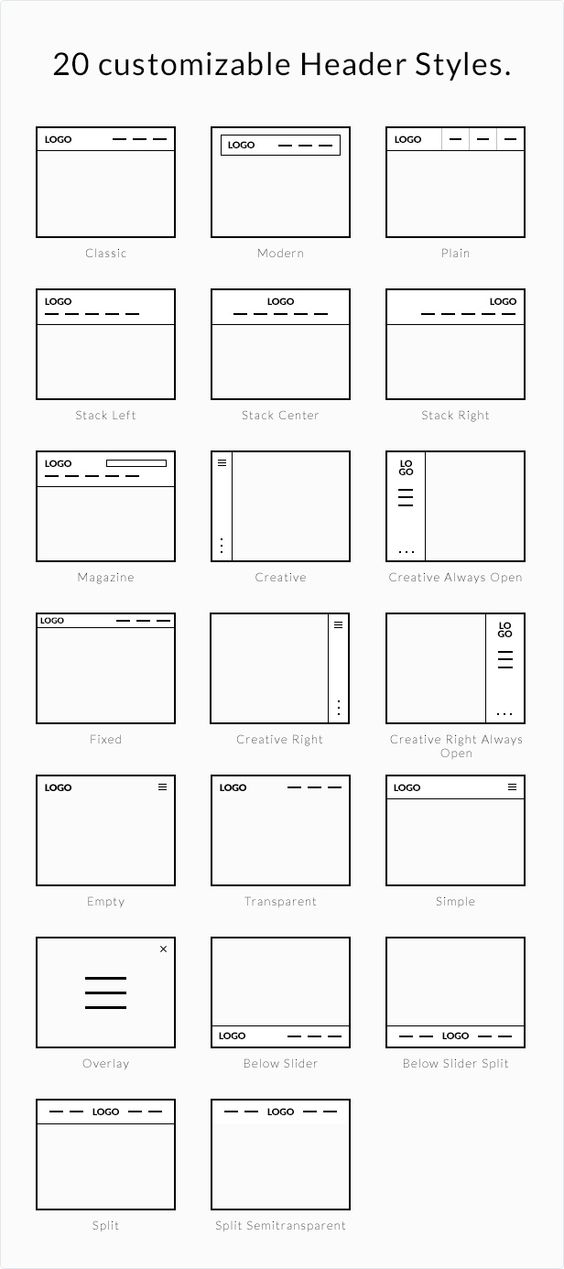 20 customizable Header Styles.
LOGO
LOGO
LOGO
Classic
Modern
Plain
LOGO
LOGO
LOGO
Stack Left
Stack Center
Stack Right
LOGO
LO
GO
Magazine
Creative
Creative Always Open
LOGO
LO
GO
Fixed
Creative Right
Creative Right Always
Open
LOGO
LOGO
LOGO
Empty
Transparent
Simple
LOGO
LOGO
Overlay
Below Slider
Below Slider Split
LOGO
LOGO
Split
Split Semitransparent